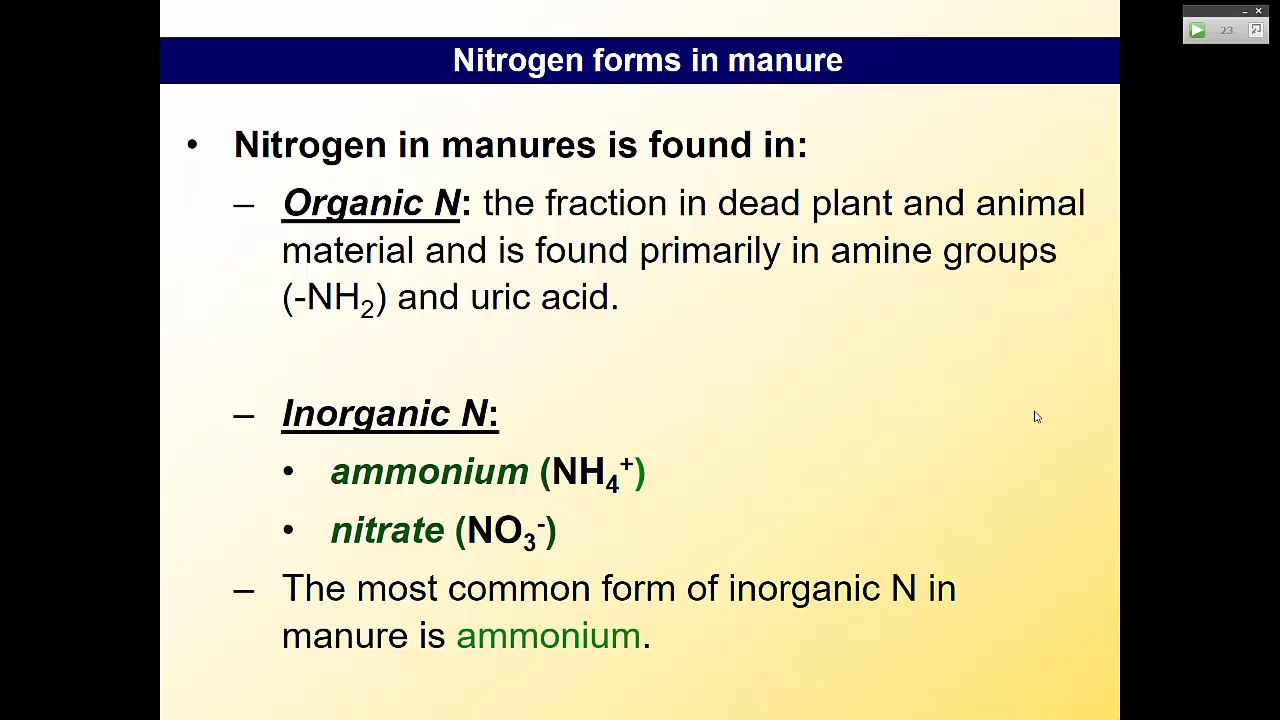 Nitrogen forms in manure
23
• Nitrogen in manures is found in:
– Organic N: the fraction in dead plant and animal
material and is found primarily in amine groups
(-NH₂) and uric acid.
– Inorganic N:
• ammonium (NH₄⁺)
• nitrate (NO₃⁻)
– The most common form of inorganic N in
manure is ammonium.